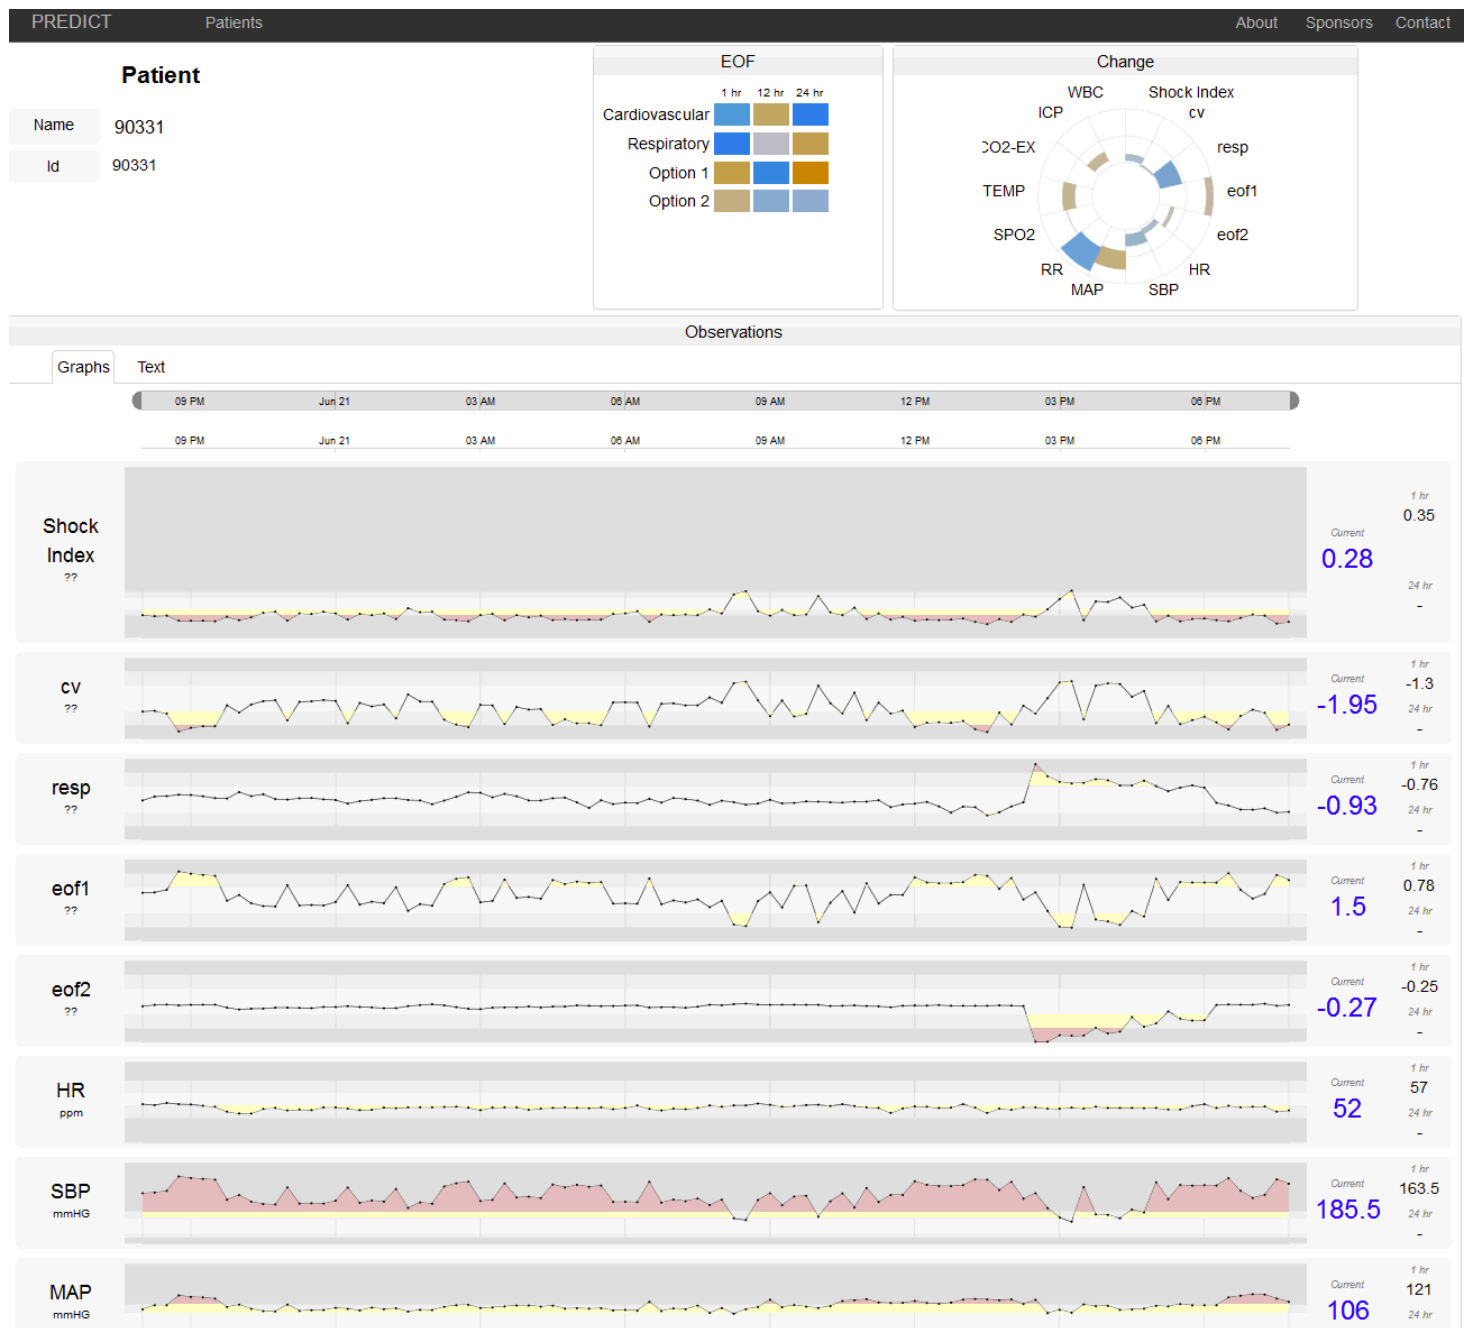 PREDICT Patients About Sponsors Contact
Patient
Name 90331
Id 90331
EOF
1 hr 12 hr 24 hr
Cardiovascular
Respiratory
Option 1
Option 2
Change
WBC Shock Index
ICP cv
CO2-EX resp
TEMP eof1
SPO2 eof2
RR HR
MAP SBP
Observations
Graphs Text
09 PM Jun 21 03 AM 06 AM 09 AM 12 PM 03 PM 06 PM
09 PM Jun 21 03 AM 06 AM 09 AM 12 PM 03 PM 06 PM
Shock
Index
??
Current
0.28
1 hr
0.35
24 hr
-
cv
??
Current
-1.95
1 hr
-1.3
24 hr
-
resp
??
Current
-0.93
1 hr
-0.76
24 hr
-
eof1
??
Current
1.5
1 hr
0.78
24 hr
-
eof2
??
Current
-0.27
1 hr
-0.25
24 hr
-
HR
ppm
Current
52
1 hr
57
24 hr
-
SBP
mmHG
Current
185.5
1 hr
163.5
24 hr
-
MAP
mmHG
Current
106
1 hr
121
24 hr